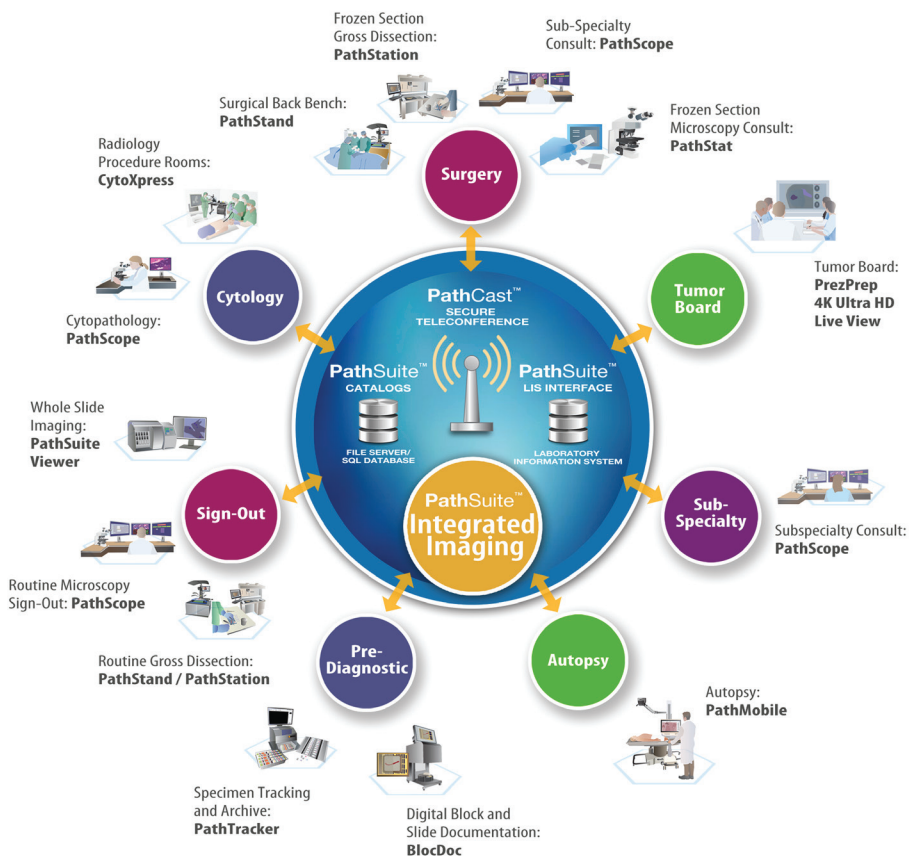 Frozen Section
Gross Dissection:
PathStation
Sub-Specialty
Consult: PathScope
Surgical Back Bench:
PathStand
Frozen Section
Microscopy Consult:
PathStat
Radiology
Procedure Rooms:
CytoXpress
Surgery
Cytology
Cytopathology:
PathScope
Tumor
Board
Tumor Board:
PrezPrep
4K Ultra HD
Live View
PathCast™
SECURE
TELECONFERENCE
PathSuite™
CATALOGS
FILE SERVER/
SQL DATABASE
PathSuite™
LIS INTERFACE
LABORATORY
INFORMATION SYSTEM
PathSuite™
Integrated
Imaging
Whole Slide
Imaging:
PathSuite
Viewer
Sign-Out
Routine Microscopy
Sign-Out: PathScope
Routine Gross Dissection:
PathStand / PathStation
Sub-
Specialty
Subspecialty Consult:
PathScope
Pre-
Diagnostic
Specimen Tracking
and Archive:
PathTracker
Digital Block and
Slide Documentation:
BlocDoc
Autopsy
Autopsy:
PathMobile